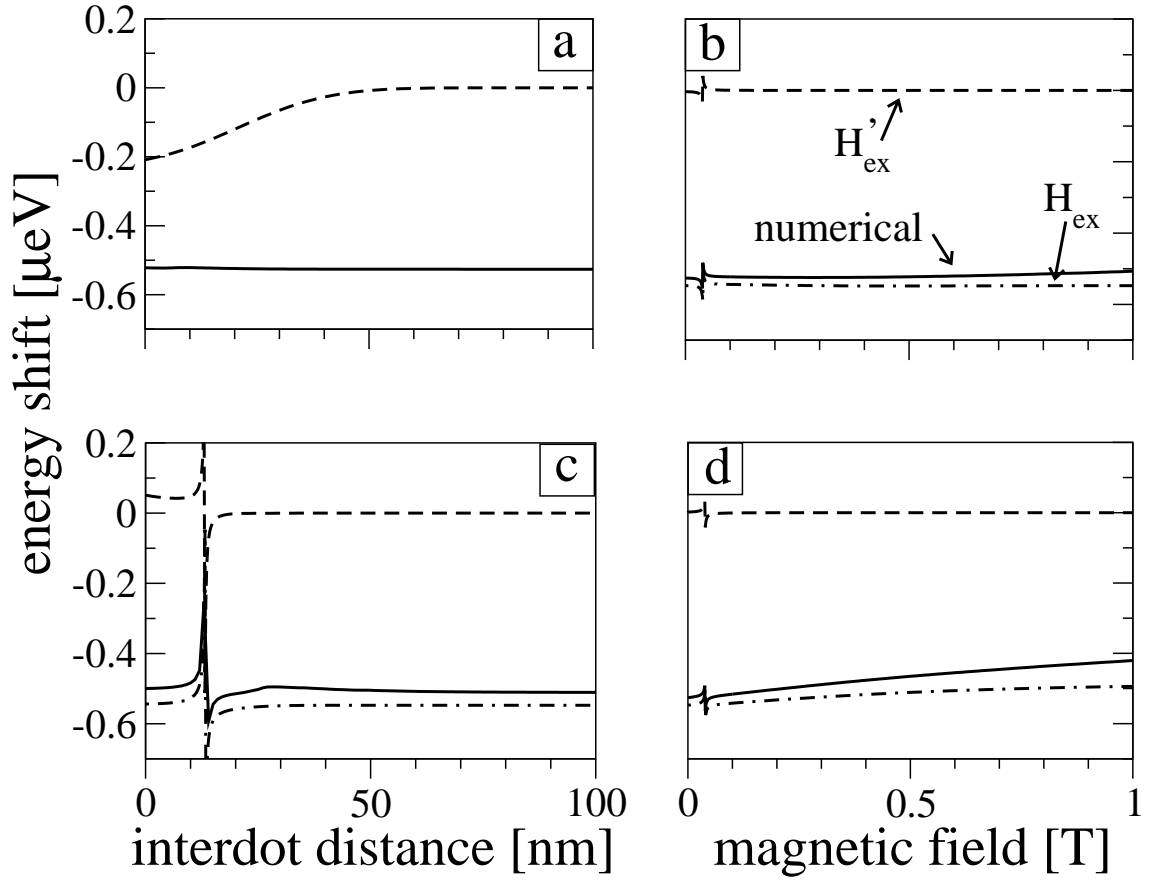 energy shift [μeV]
0.2
0
-0.2
-0.4
-0.6
a
b
H'ex
numerical
Hex
0.2
0
-0.2
-0.4
-0.6
c
d
0 50 100
0 0.5 1
interdot distance [nm]
magnetic field [T]